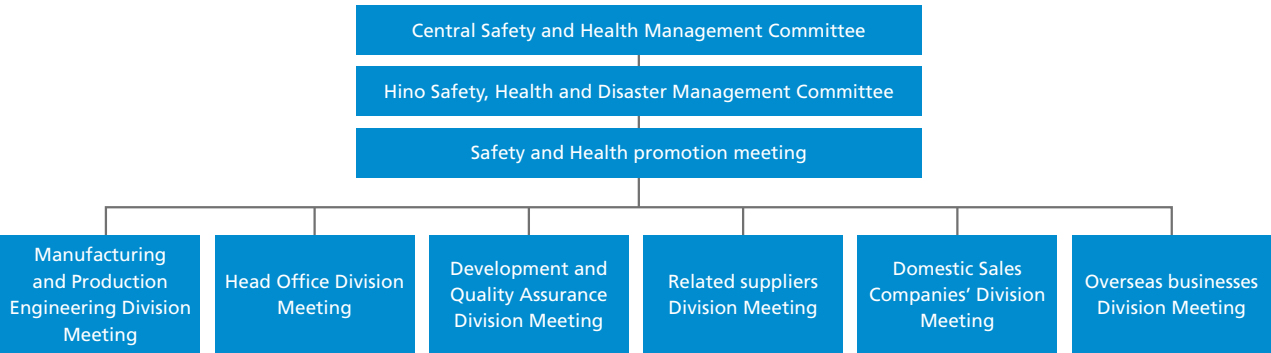 Central Safety and Health Management Committee
Hino Safety, Health and Disaster Management Committee
Safety and Health promotion meeting
Manufacturing
and Production
Engineering Division
Meeting
Head Office Division
Meeting
Development and
Quality Assurance
Division Meeting
Related suppliers
Division Meeting
Domestic Sales
Companies’ Division
Meeting
Overseas businesses
Division Meeting